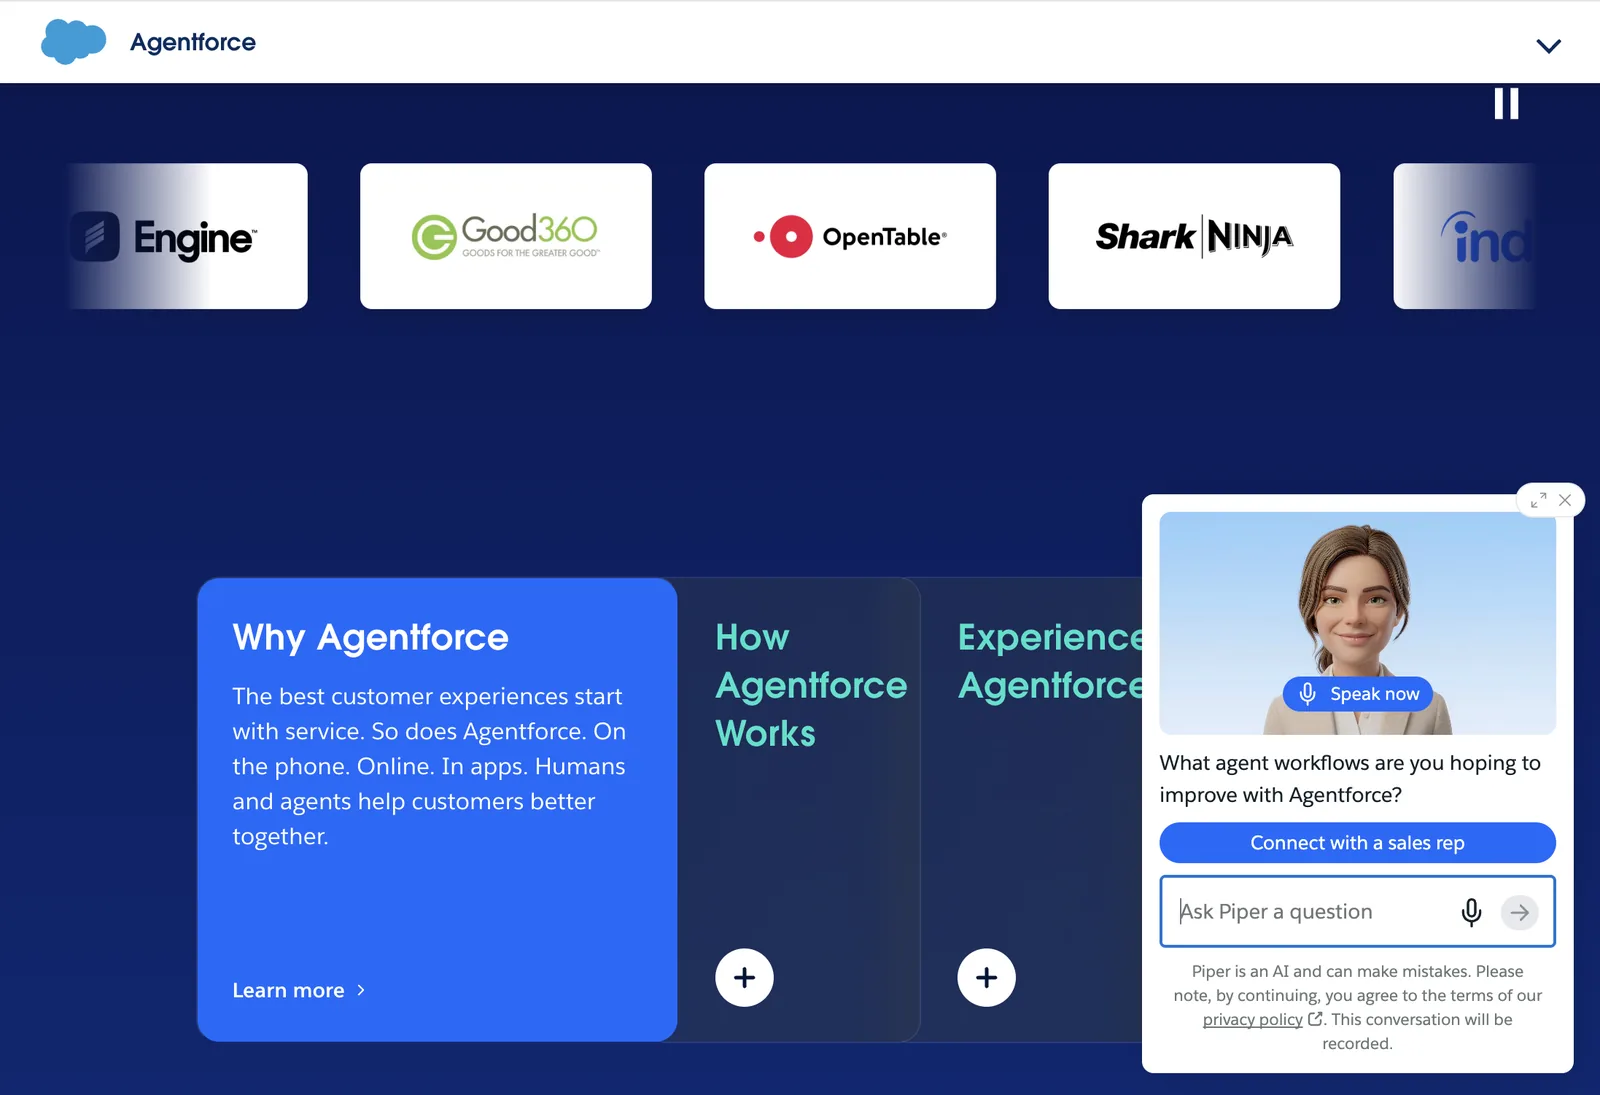 Agentforce
Engine™
Good360
GOODS FOR THE GREATER GOOD™
OpenTable®
Shark NINJA
ind
Why Agentforce
The best customer experiences start
with service. So does Agentforce. On
the phone. Online. In apps. Humans
and agents help customers better
together.
Learn more
How
Agentforce
Works
Experience
Agentforce
Speak now
What agent workflows are you hoping to
improve with Agentforce?
Connect with a sales rep
Ask Piper a question
Piper is an AI and can make mistakes. Please
note, by continuing, you agree to the terms of our
privacy policy. This conversation will be
recorded.